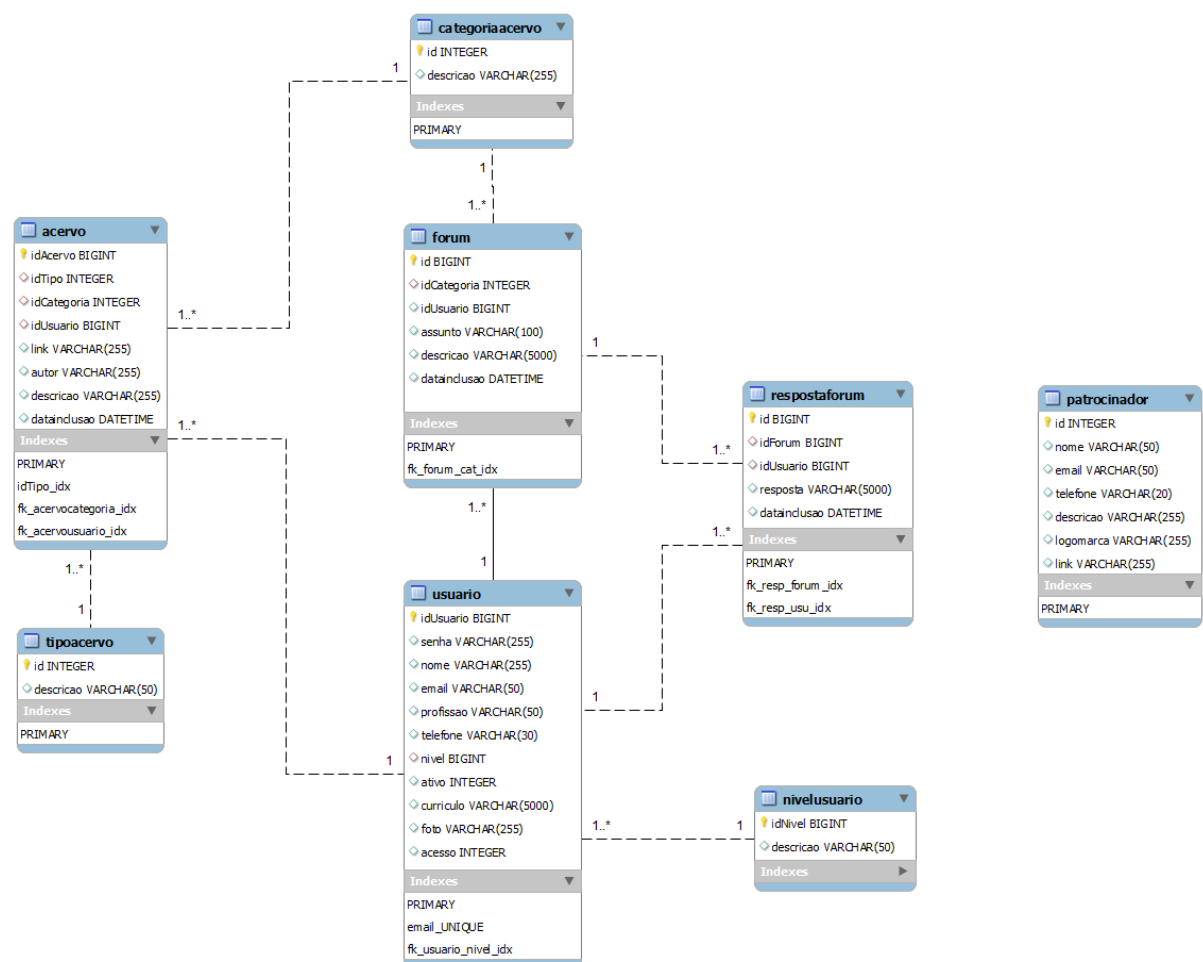 categoriaacervo
id INTEGER
descricao VARCHAR(255)
Indexes
PRIMARY
1
1
1..*
acervo
idAcervo BIGINT
idTipo INTEGER
idCategoria INTEGER
idUsuario BIGINT
link VARCHAR(255)
autor VARCHAR(255)
descricao VARCHAR(255)
datainclusao DATETIME
Indexes
PRIMARY
idTipo_idx
fk_acervocategoria_idx
fk_acervousuario_idx
1..*
1..*
1..*
1
tipoacervo
id INTEGER
descricao VARCHAR(50)
Indexes
PRIMARY
forum
id BIGINT
idCategoria INTEGER
idUsuario BIGINT
assunto VARCHAR(100)
descricao VARCHAR(5000)
datainclusao DATETIME
Indexes
PRIMARY
fk_forum_cat_idx
1
1..*
1..*
1
respostaforum
id BIGINT
idForum BIGINT
idUsuario BIGINT
resposta VARCHAR(5000)
datainclusao DATETIME
Indexes
PRIMARY
fk_resp_forum_idx
fk_resp_usu_idx
1..*
patrocinador
id INTEGER
nome VARCHAR(50)
email VARCHAR(50)
telefone VARCHAR(20)
descricao VARCHAR(255)
logomarca VARCHAR(255)
link VARCHAR(255)
Indexes
PRIMARY
usuario
idUsuario BIGINT
senha VARCHAR(255)
nome VARCHAR(255)
email VARCHAR(50)
profissao VARCHAR(50)
telefone VARCHAR(30)
nivel BIGINT
ativo INTEGER
curriculo VARCHAR(5000)
foto VARCHAR(255)
acesso INTEGER
Indexes
PRIMARY
email_UNIQUE
fk_usuario_nivel_idx
1
1
1..*
1
nivelusuario
idNivel BIGINT
descricao VARCHAR(50)
Indexes